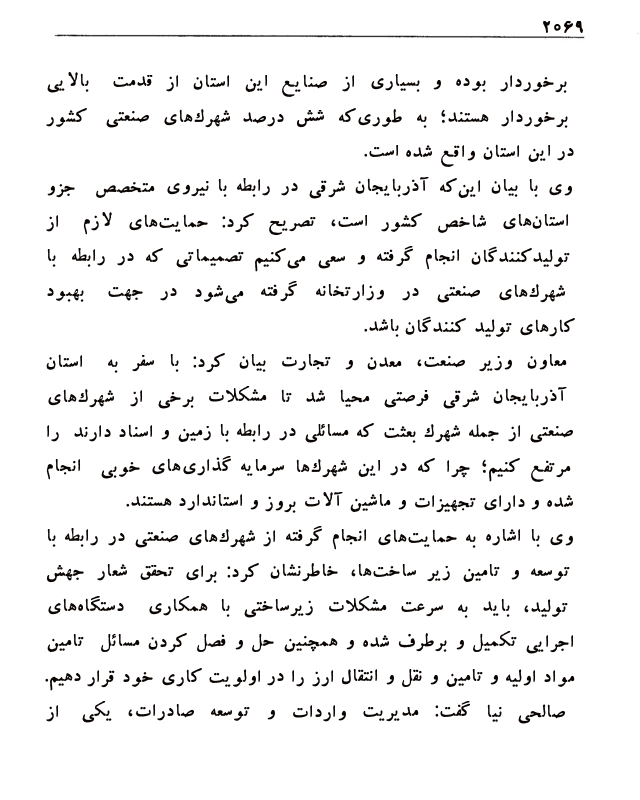 ۲۰۶۹
برخوردار بوده و بسیاری از صنایع این استان از قدمت بالایی
برخوردار هستند؛ به طوری‌که شش درصد شهرك‌های صنعتی کشور
در این استان واقع شده است.
وی با بیان این‌که آذربایجان شرقی در رابطه با نیروی متخصص جزو
استان‌های شاخص کشور است، تصریح کرد: حمایت‌های لازم از
تولیدکنندگان انجام گرفته و سعی می‌کنیم تصمیماتی که در رابطه با
شهرك‌های صنعتی در وزارتخانه گرفته می‌شود در جهت بهبود
کارهای تولید کنندگان باشد.
معاون وزیر صنعت، معدن و تجارت بیان کرد: با سفر به استان
آذربایجان شرقی فرصتی محیا شد تا مشکلات برخی از شهرك‌های
صنعتی از جمله شهرك بعثت که مسائلی در رابطه با زمین و اسناد دارند را
مرتفع کنیم؛ چرا که در این شهرك‌ها سرمایه گذاری‌های خوبی انجام
شده و دارای تجهیزات و ماشین آلات بروز و استاندارد هستند.
وی با اشاره به حمایت‌های انجام گرفته از شهرك‌های صنعتی در رابطه با
توسعه و تامین زیر ساخت‌ها، خاطرنشان کرد: برای تحقق شعار جهش
تولید، باید به سرعت مشکلات زیرساختی با همکاری دستگاه‌های
اجرایی تکمیل و برطرف شده و همچنین حل و فصل کردن مسائل تامین
مواد اولیه و تامین و نقل و انتقال ارز را در اولویت کاری خود قرار دهیم.
صالحی نیا گفت: مدیریت واردات و توسعه صادرات، یکی از